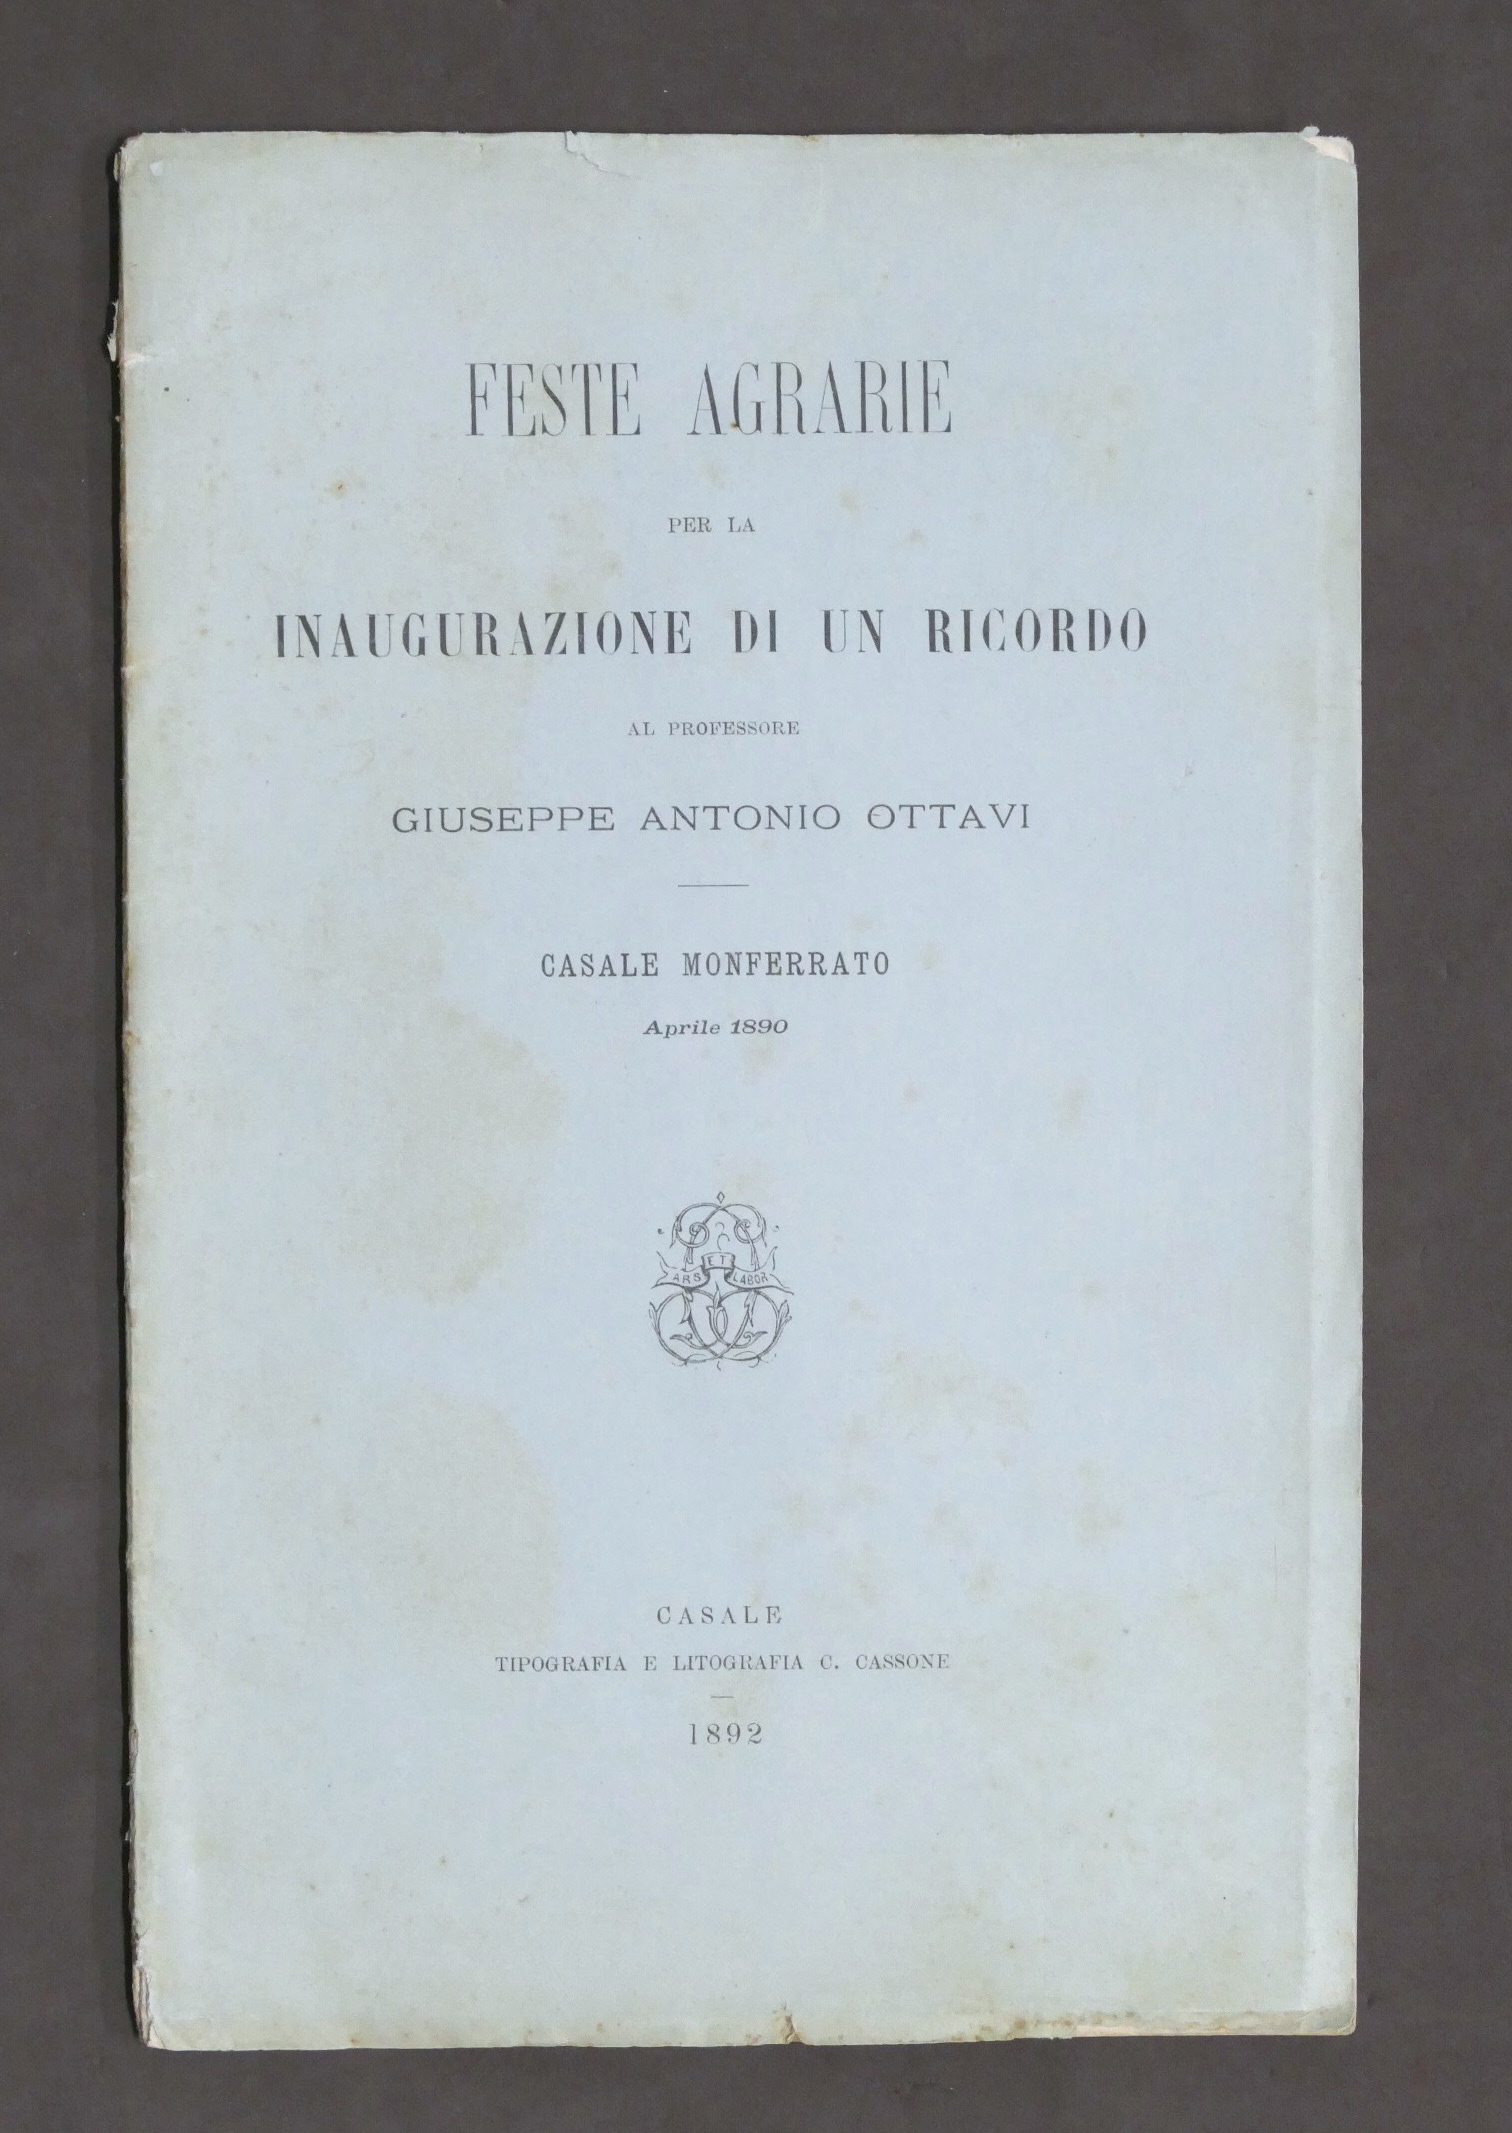 FESTE AGRARIE
PER LA
INAUGURAZIONE DI UN RICORDO
AL PROFESSORE
GIUSEPPE ANTONIO OTTAVI
CASALE MONFERRATO
Aprile 1890
ARS ET LABOR
CASALE
TIPOGRAFIA E LITOGRAFIA C. CASSONE
1892